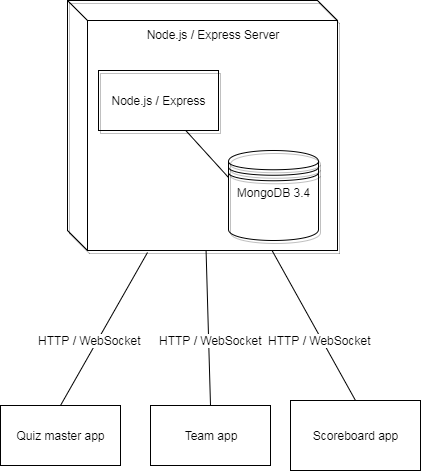 Node.js / Express Server
Node.js / Express
MongoDB 3.4
HTTP / WebSocket
HTTP / WebSocket
HTTP / WebSocket
Quiz master app
Team app
Scoreboard app